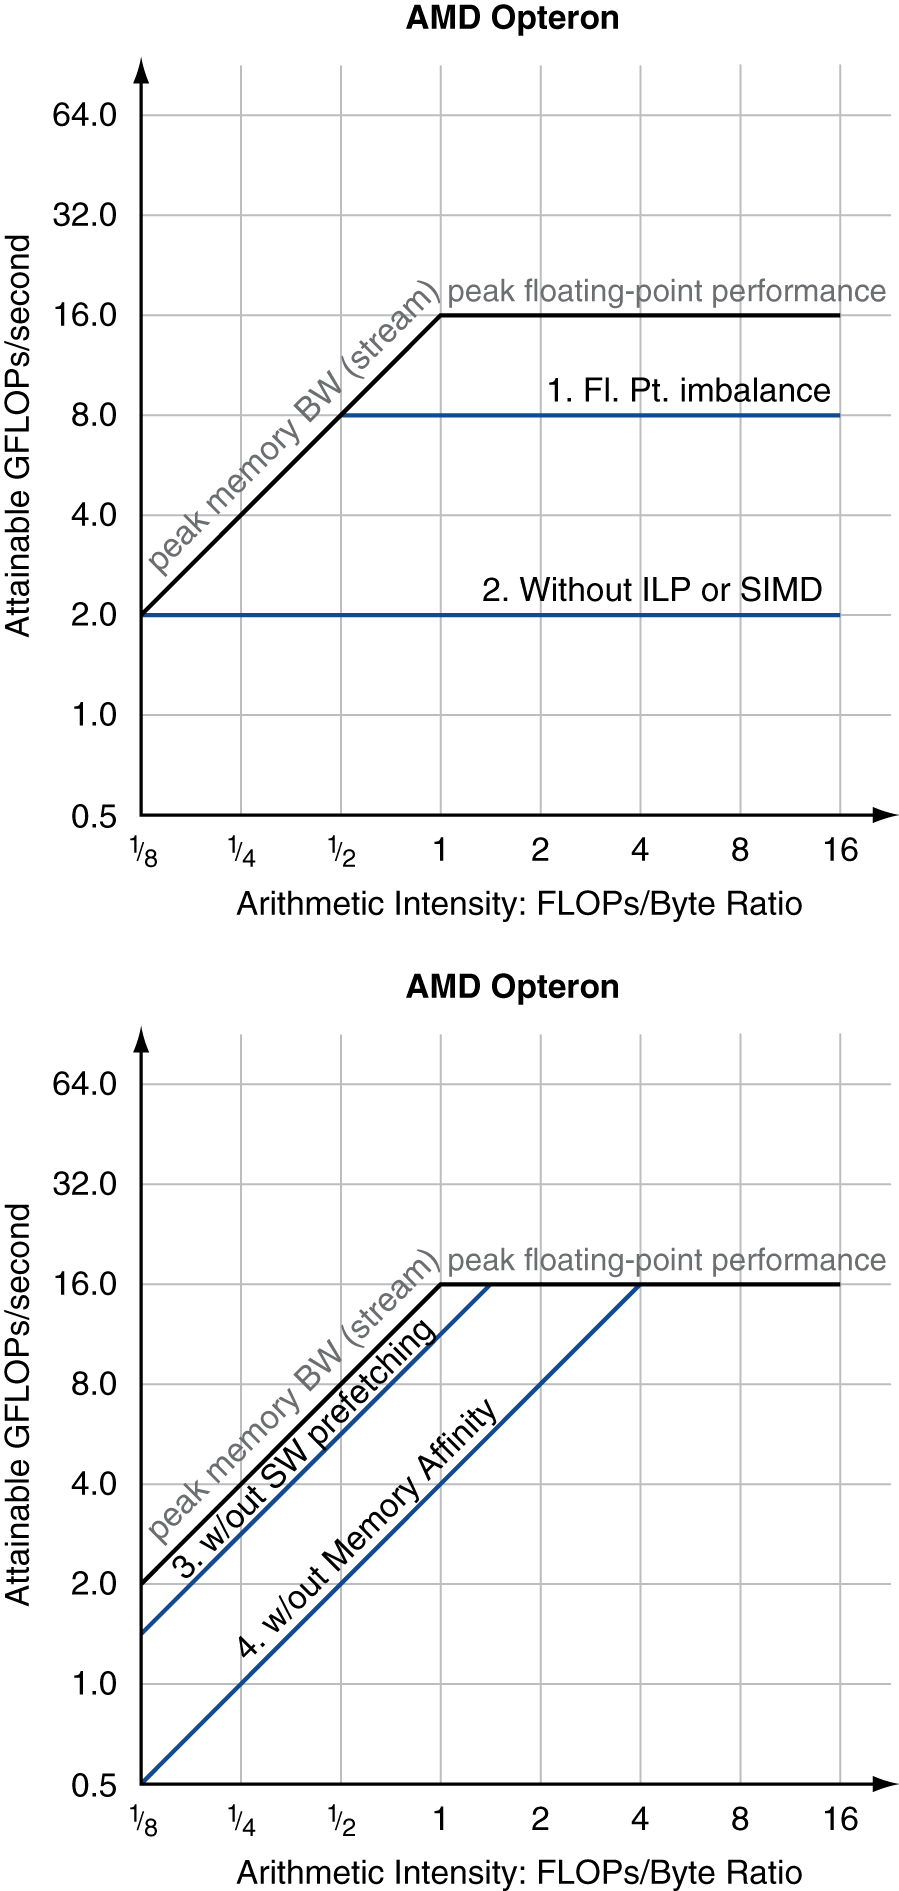 AMD Opteron
64.0
32.0
16.0
8.0
4.0
2.0
1.0
0.5
Attainable GFLOPs/second
peak memory BW (stream)
peak floating-point performance
1. Fl. Pt. imbalance
2. Without ILP or SIMD
1/8 1/4 1/2 1 2 4 8 16
Arithmetic Intensity: FLOPs/Byte Ratio
AMD Opteron
64.0
32.0
16.0
8.0
4.0
2.0
1.0
0.5
Attainable GFLOPs/second
peak memory BW (stream)
peak floating-point performance
3. w/out SW prefetching
4. w/out Memory Affinity
1/8 1/4 1/2 1 2 4 8 16
Arithmetic Intensity: FLOPs/Byte Ratio